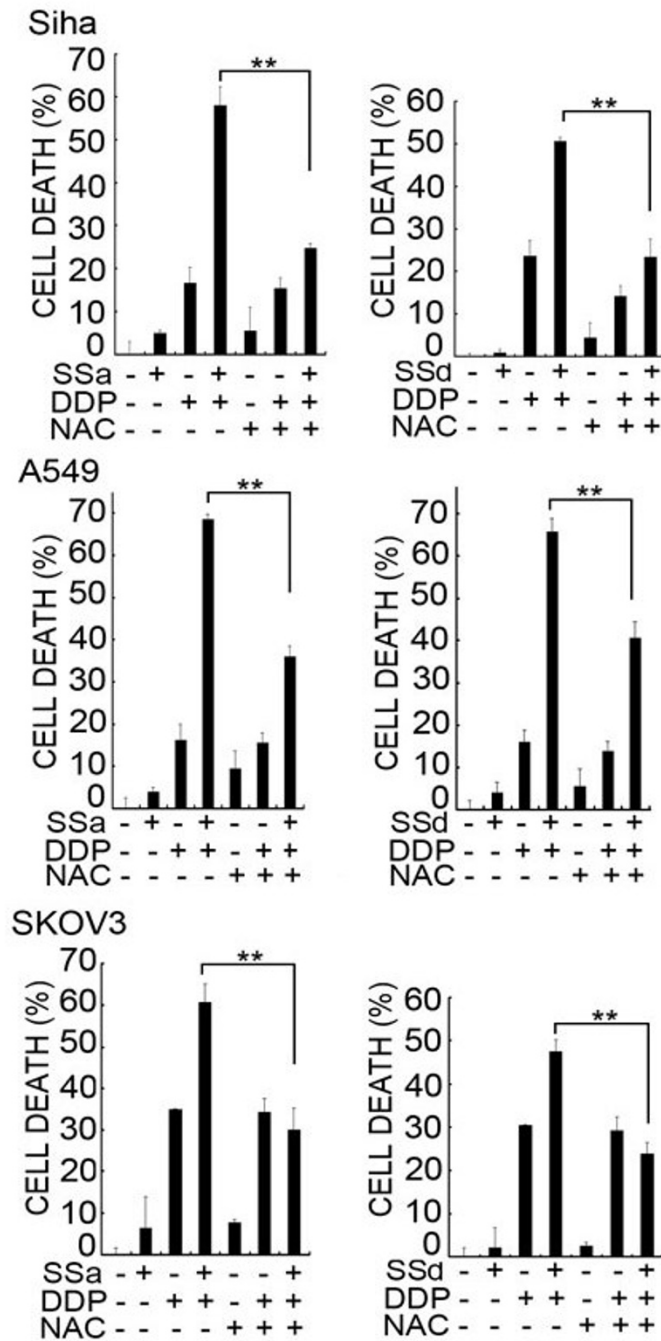 Siha
CELL DEATH (%)
70
60
50
40
30
20
10
0
**
SSa - + - + - - +
DDP - - + + - + +
NAC - - - - + + +
CELL DEATH (%)
60
50
40
30
20
10
0
**
SSd - + - + - - +
DDP - - + + - + +
NAC - - - - + + +
A549
CELL DEATH (%)
70
60
50
40
30
20
10
0
**
SSa - + - + - - +
DDP - - + + - + +
NAC - - - - + + +
CELL DEATH (%)
70
60
50
40
30
20
10
0
**
SSd - + - + - - +
DDP - - + + - + +
NAC - - - - + + +
SKOV3
CELL DEATH (%)
70
60
50
40
30
20
10
0
**
SSa - + - + - - +
DDP - - + + - + +
NAC - - - - + + +
CELL DEATH (%)
60
50
40
30
20
10
0
**
SSd - + - + - - +
DDP - - + + - + +
NAC - - - - + + +